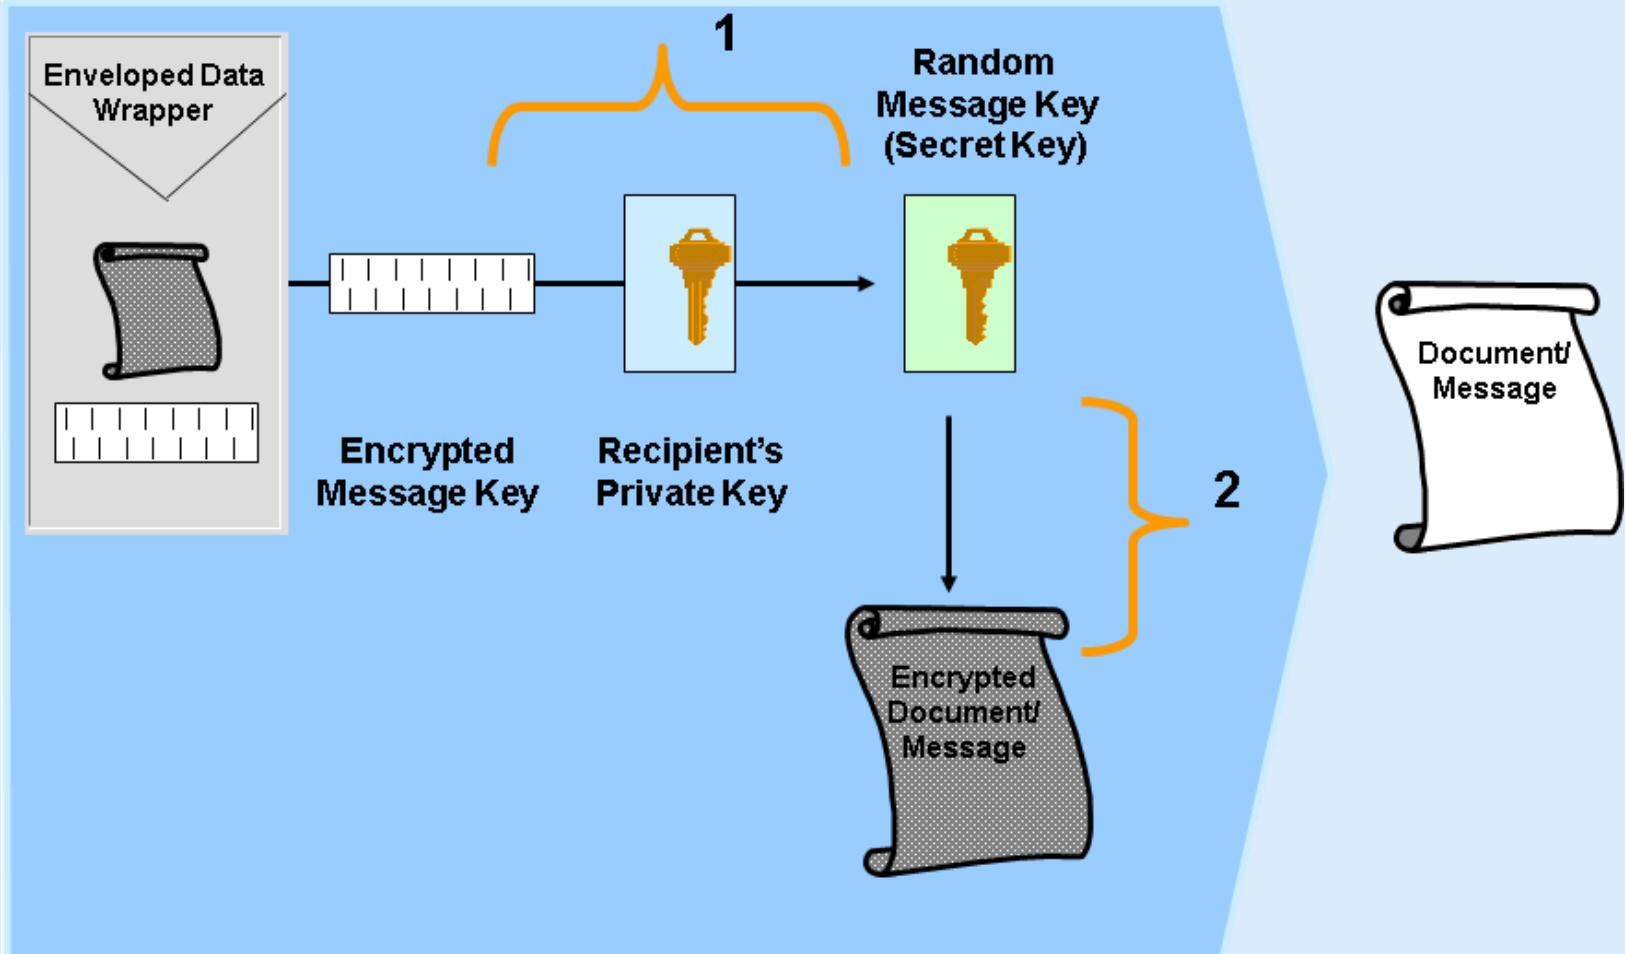 Enveloped Data
Wrapper
1
Random
Message Key
(Secret Key)
Encrypted
Message Key
Recipient's
Private Key
2
Encrypted
Document/
Message
Document/
Message